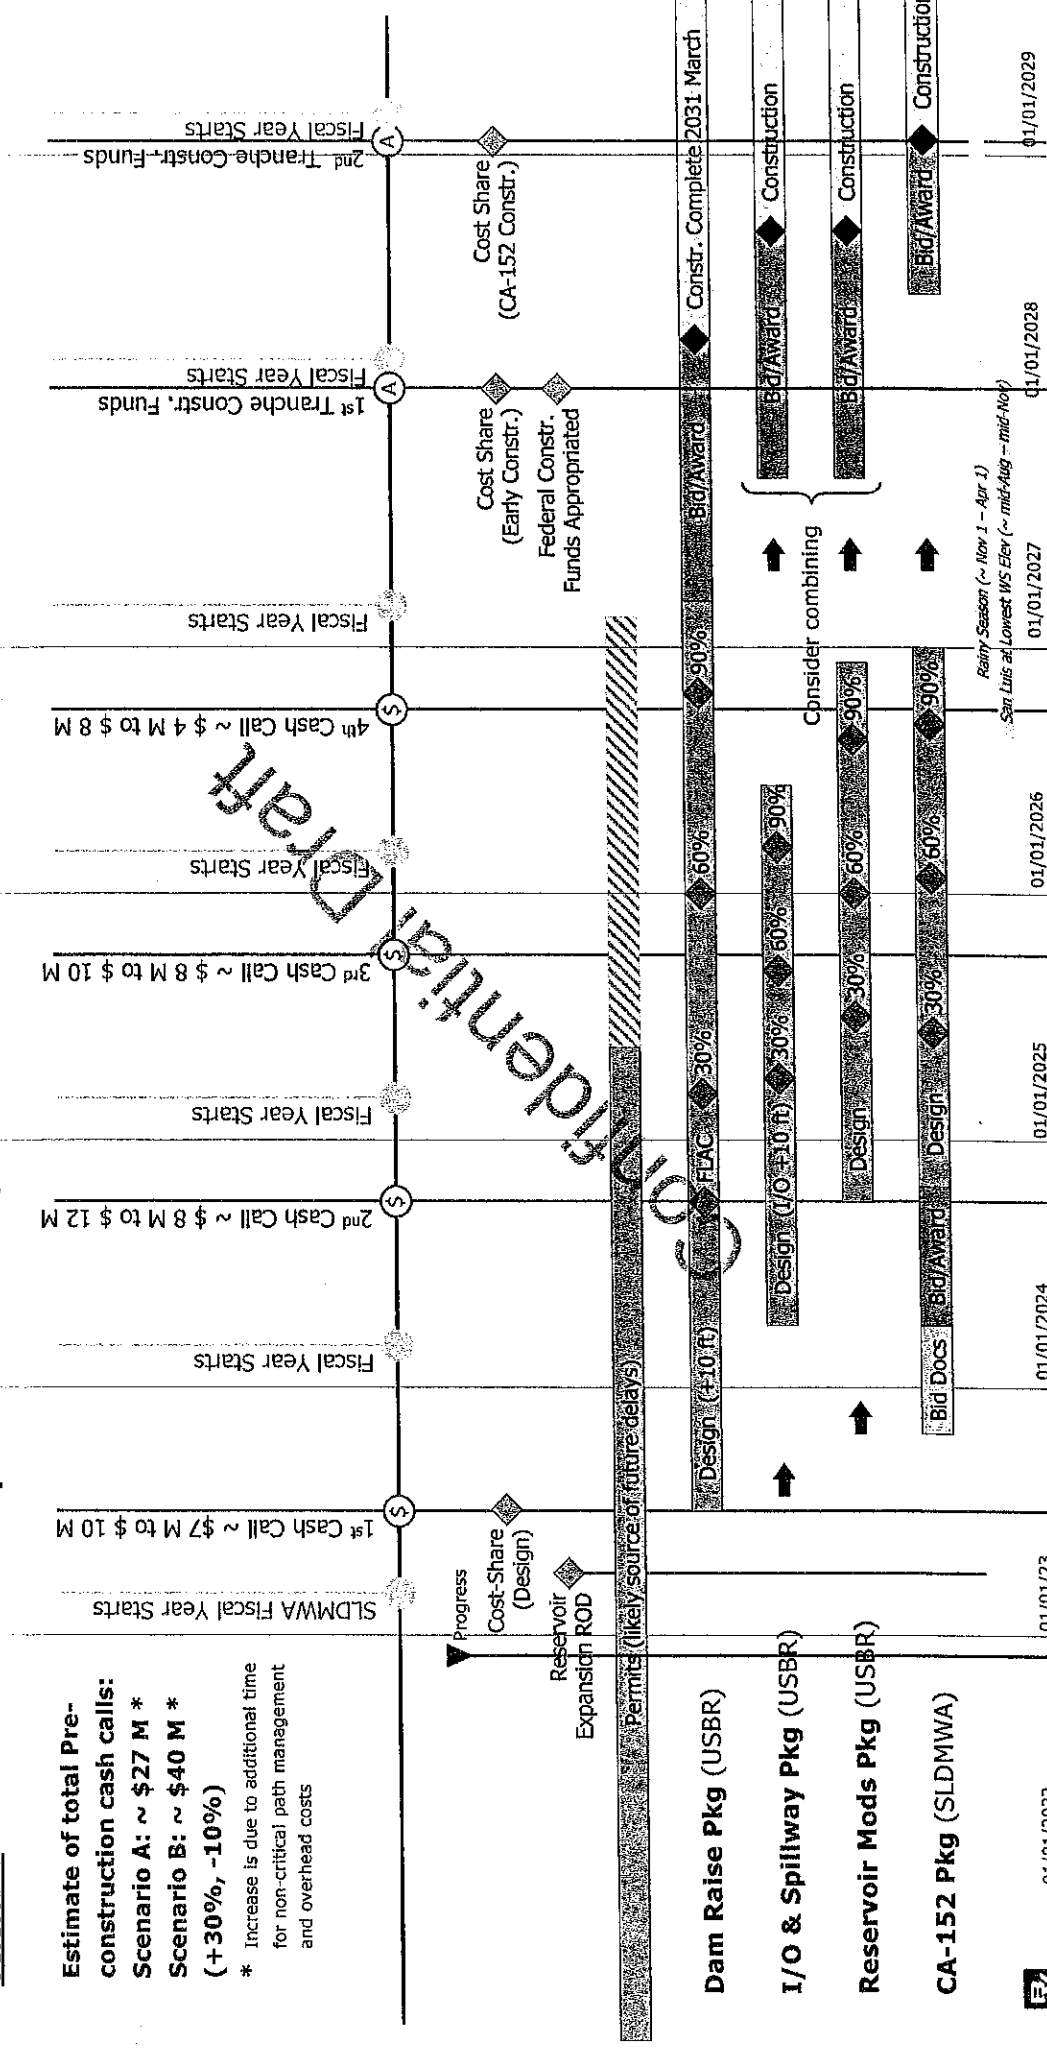 Estimate of total Pre-
construction cash calls:
Scenario A: ~ $27 M *
Scenario B: ~ $40 M *
(+30%, -10%)
* Increase is due to additional time
for non-critical path management
and overhead costs
SLDMWA Fiscal Year Starts
1st Cash Call ~ $7 M to $ 10 M
Fiscal Year Starts
2nd Cash Call ~ $ 8 M to $ 12 M
Fiscal Year Starts
3rd Cash Call ~ $ 8 M to $ 10 M
Fiscal Year Starts
4th Cash Call ~ $ 4 M to $ 8 M
Fiscal Year Starts
1st Tranche Constr. Funds
Fiscal Year Starts
2nd Tranche Constr. Funds
Fiscal Year Starts
$
$
$
$
A
A
Progress
Cost-Share
(Design)
Reservoir
Expansion ROD
Cost Share
(Early Constr.)
Federal Constr.
Funds Appropriated
Cost Share
(CA-152 Constr.)
Confidential Draft
Permits (likely source of future delays)
Dam Raise Pkg (USBR)
Design (+10 ft)
FLAC
30%
60%
90%
Bid/Award
Constr. Complete 2031 March
I/O & Spillway Pkg (USBR)
Design (I/O +10 ft)
30%
60%
90%
Bid/Award
Construction
Consider combining
Reservoir Mods Pkg (USBR)
Design
30%
60%
90%
Bid/Award
Construction
CA-152 Pkg (SLDMWA)
Bid Docs
Bid/Award
Design
30%
60%
90%
Bid/Award
Construction
Rainy Season (~ Nov 1 – Apr 1)
San Luis at Lowest WS Elev (~ mid-Aug – mid-Nov)
01/01/23
01/01/2024
01/01/2025
01/01/2026
01/01/2027
01/01/2028
01/01/2029